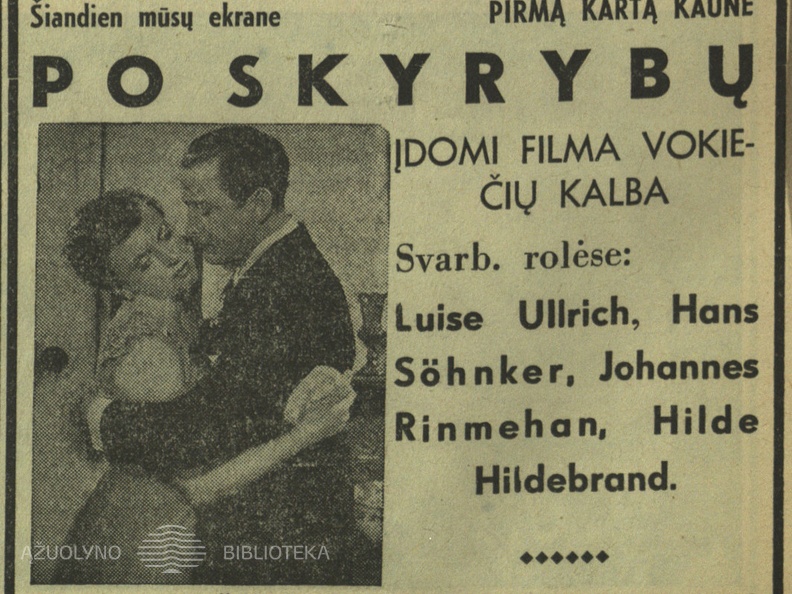 Šiandien mūsų ekrane
PIRMĄ KARTĄ KAUNE
PO SKYRYBŲ
ĮDOMI FILMA VOKIE-
ČIŲ KALBA
Svarb. rolėse:
Luise Ullrich, Hans
Söhnker, Johannes
Rinmehan, Hilde
Hildebrand.
AŽUOLYNO BIBLIOTEKA